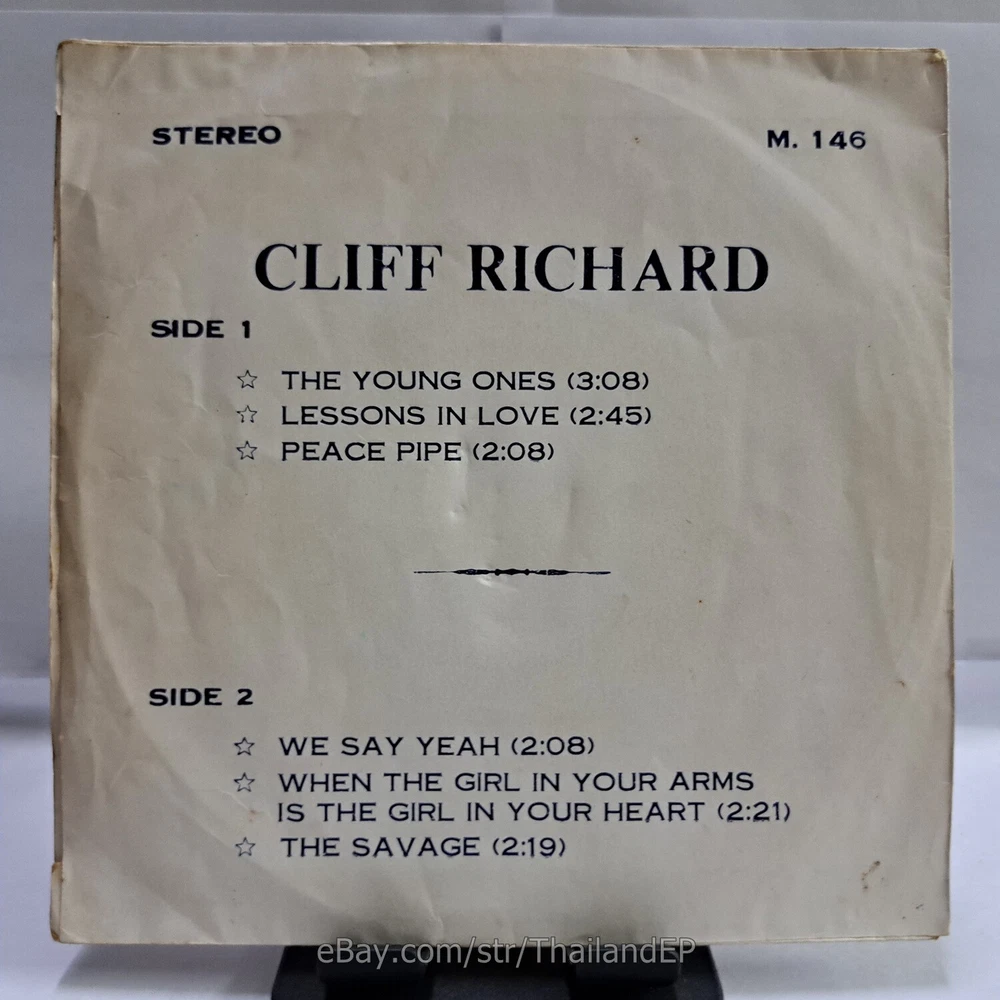 STEREO M. 146
CLIFF RICHARD
SIDE 1
☆ THE YOUNG ONES (3:08)
☆ LESSONS IN LOVE (2:45)
☆ PEACE PIPE (2:08)
SIDE 2
☆ WE SAY YEAH (2:08)
☆ WHEN THE GIRL IN YOUR ARMS
IS THE GIRL IN YOUR HEART (2:21)
☆ THE SAVAGE (2:19)
eBay.com/str/ThailandEP